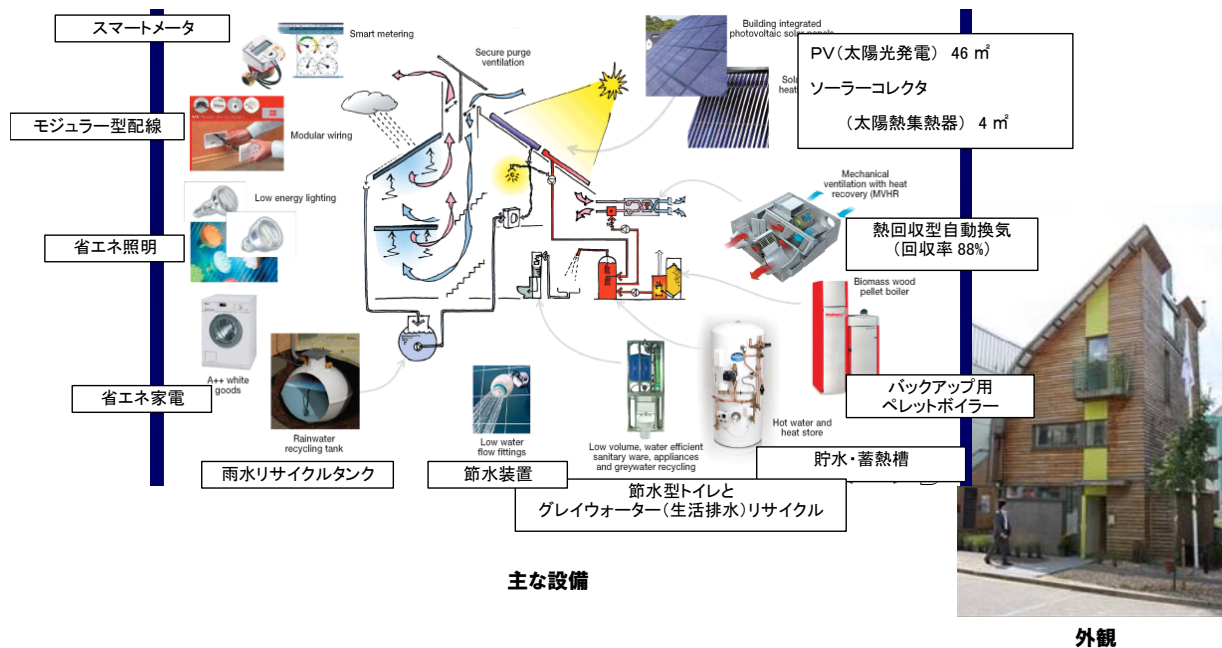 スマートメータ
Smart metering
Secure purge
ventilation
Building integrated
photovoltaic solar panels
PV(太陽光発電) 46 ㎡
ソーラーコレクタ
(太陽熱集熱器) 4 ㎡
モジュラー型配線
Modular wiring
Low energy lighting
省エネ照明
Mechanical
ventilation with heat
recovery (MVHR
熱回収型自動換気
(回収率 88%)
Biomass wood
pellet boiler
A++ white
goods
省エネ家電
バックアップ用
ペレットボイラー
Rainwater
recycling tank
雨水リサイクルタンク
Low water
flow fittings
節水装置
Low volume, water efficient
sanitary ware, appliances
and greywater recycling
節水型トイレと
グレイウォーター(生活排水)リサイクル
Hot water and
heat store
貯水・蓄熱槽
主な設備
外観